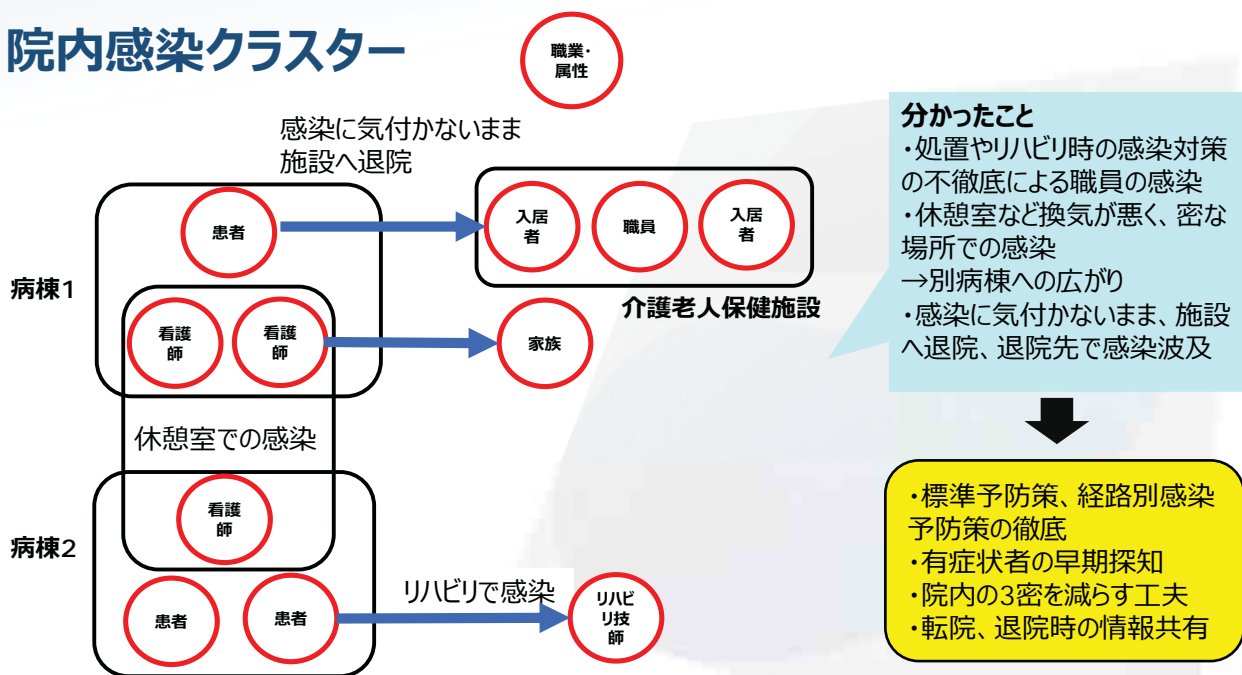 院内感染クラスター
職業・
属性
感染に気付かないまま
施設へ退院
病棟1
患者
入居
者
職員
入居
者
介護老人保健施設
看護
師
看護
師
家族
休憩室での感染
病棟2
看護
師
患者
患者
リハビリで感染
リハビ
リ技
師
分かったこと
・処置やリハビリ時の感染対策
の不徹底による職員の感染
・休憩室など換気が悪く、密な
場所での感染
→別病棟への広がり
・感染に気付かないまま、施設
へ退院、退院先で感染波及
・標準予防策、経路別感染
予防策の徹底
・有症状者の早期探知
・院内の3密を減らす工夫
・転院、退院時の情報共有